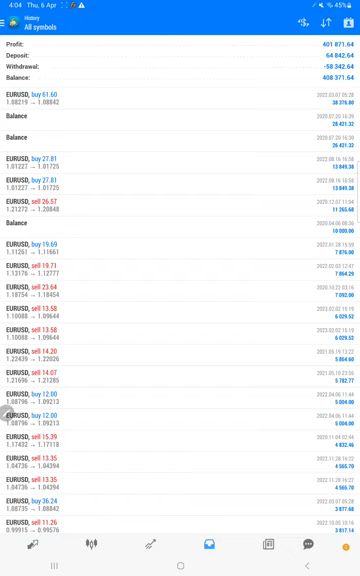 4:04 Thu, 6 Apr 45%
History
All symbols
Profit: 401 871.64
Deposit: 64 842.64
Withdrawal: -58 342.64
Balance: 408 371.64
EURUSD, buy 61.60 2022.03.07 05:28
1.08219 → 1.08842 38 376.80
Balance 2020.07.20 16:09
28 421.32
Balance 2020.07.20 16:39
26 421.32
EURUSD, buy 27.81 2022.08.16 16:58
1.01227 → 1.01725 13 849.38
EURUSD, buy 27.81 2022.08.16 16:58
1.01227 → 1.01725 13 849.38
EURUSD, sell 26.57 2020.12.07 11:04
1.21272 → 1.20848 11 265.68
Balance 2020.04.06 08:36
10 000.00
EURUSD, buy 19.69 2022.01.28 15:39
1.11261 → 1.11661 7 876.00
EURUSD, sell 19.71 2022.02.03 12:41
1.13176 → 1.12777 7 864.29
EURUSD, sell 23.64 2020.10.22 03:16
1.18754 → 1.18454 7 092.00
EURUSD, sell 13.58 2023.02.02 15:19
1.10088 → 1.09644 6 029.52
EURUSD, sell 13.58 2023.02.02 15:19
1.10088 → 1.09644 6 029.52
EURUSD, sell 14.20 2021.05.19 13:22
1.22439 → 1.22026 5 864.60
EURUSD, sell 14.07 2021.05.10 23:55
1.21696 → 1.21285 5 782.77
EURUSD, buy 12.00 2022.04.06 11:44
1.08796 → 1.09213 5 004.00
EURUSD, buy 12.00 2022.04.06 11:44
1.08796 → 1.09213 5 004.00
EURUSD, sell 15.39 2020.11.04 02:44
1.17432 → 1.17118 4 832.46
EURUSD, sell 13.35 2022.11.28 16:22
1.04736 → 1.04394 4 565.70
EURUSD, sell 13.35 2022.11.28 16:22
1.04736 → 1.04394 4 565.70
EURUSD, buy 36.24 2022.03.07 05:28
1.08735 → 1.08842 3 877.68
EURUSD, sell 11.26 2022.10.05 10:16
0.99915 → 0.99576 3 817.14